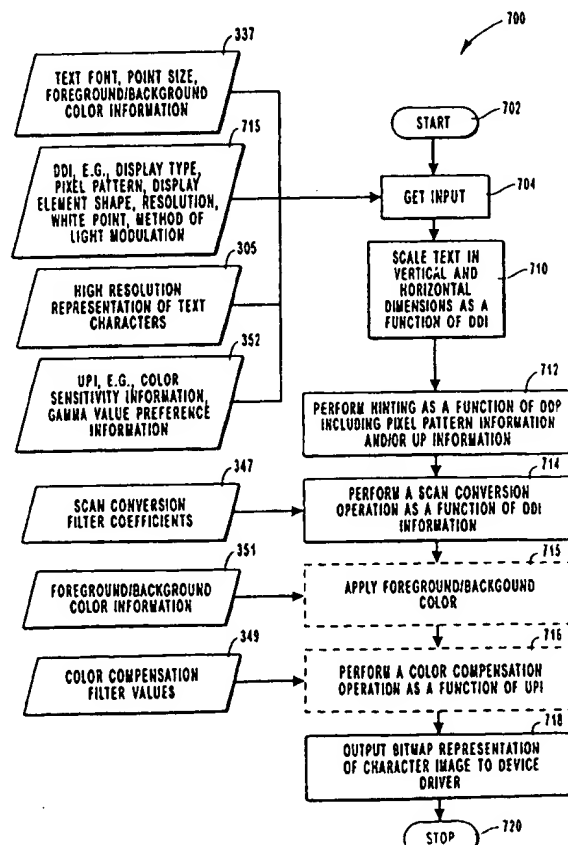 700
337
TEXT FONT, POINT SIZE,
FOREGROUND/BACKGROUND
COLOR INFORMATION
715
DDI, E.G., DISPLAY TYPE,
PIXEL PATTERN, DISPLAY
ELEMENT SHAPE, RESOLUTION,
WHITE POINT, METHOD OF
LIGHT MODULATION
305
HIGH RESOLUTION
REPRESENTATION OF TEXT
CHARACTERS
352
UPI, E.G., COLOR
SENSITIVITY INFORMATION,
GAMMA VALUE PREFERENCE
INFORMATION
347
SCAN CONVERSION
FILTER COEFFICIENTS
351
FOREGROUND/BACKGROUND
COLOR INFORMATION
349
COLOR COMPENSATION
FILTER VALUES
START
702
GET INPUT
704
SCALE TEXT IN
VERTICAL AND
HORIZONTAL
DIMENSIONS AS A
FUNCTION OF DDI
710
712
PERFORM HINTING AS A FUNCTION OF DDP
INCLUDING PIXEL PATTERN INFORMATION
AND/OR UP INFORMATION
714
PERFORM A SCAN CONVERSION
OPERATION AS A FUNCTION OF DDI
INFORMATION
715
APPLY FOREGROUND/BACKGOUND
COLOR
716
PERFORM A COLOR COMPENSATION
OPERATION AS A FUNCTION OF UPI
718
OUTPUT BITMAP REPRESENTATION
OF CHARACTER IMAGE TO DEVICE
DRIVER
STOP
720